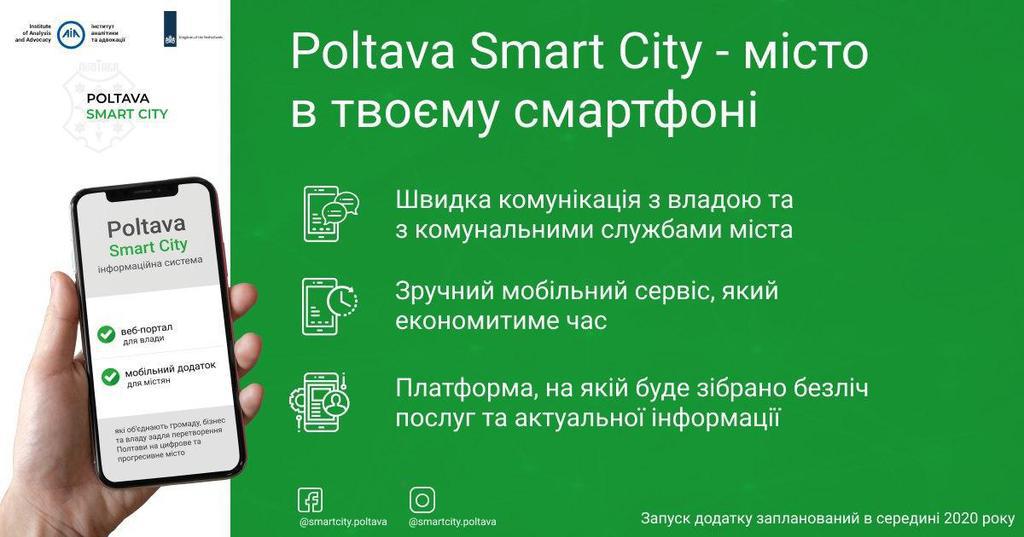 Institute
of Analysis
and Advocacy
AIA
інститут
аналітики
та адвокації
Kingdom of the Netherlands
ПОЛТАВА
POLTAVA
SMART CITY
Poltava Smart City - місто
в твоєму смартфоні
Poltava
Smart City
інформаційна система
веб-портал
для влади
мобільний додаток
для містян
які об'єднають громаду, бізнес
та владу задля перетворення
Полтави на цифрове та
прогресивне місто
Швидка комунікація з владою та
з комунальними службами міста
Зручний мобільний сервіс, який
економитиме час
Платформа, на якій буде зібрано безліч
послуг та актуальної інформації
@smartcity.poltava
@smartcity.poltava
Запуск додатку запланований в середині 2020 року